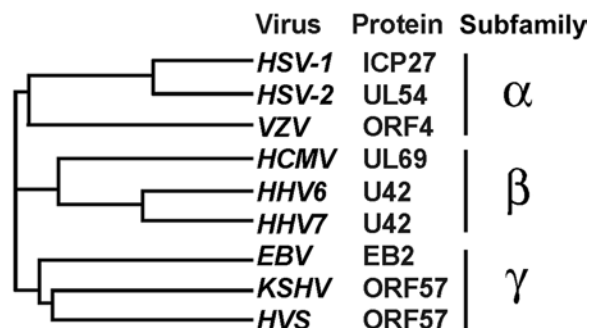 Virus Protein Subfamily
HSV-1 ICP27
HSV-2 UL54
α
VZV ORF4
HCMV UL69
HHV6 U42
β
HHV7 U42
EBV EB2
KSHV ORF57
γ
HVS ORF57